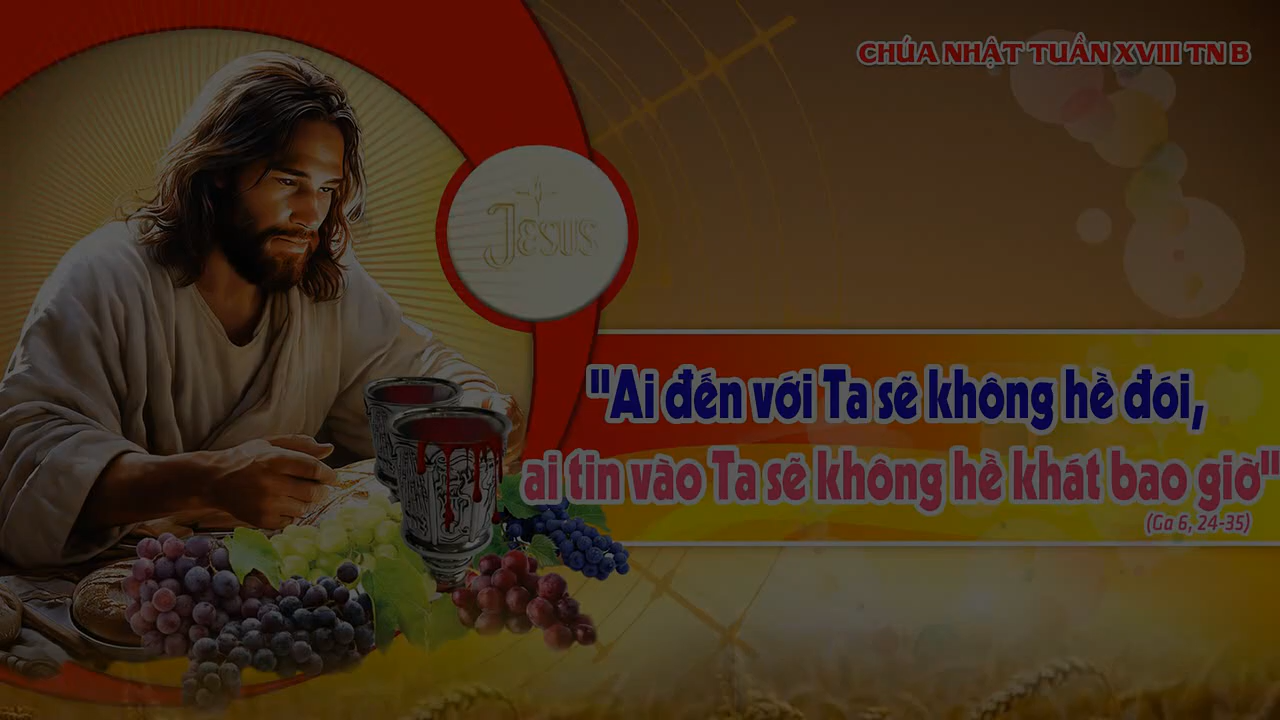 CHÚA NHẬT TUẦN XVIII TN B
JESUS
"Ai đến với Ta sẽ không hề đói,
ai tin vào Ta sẽ không hề khát bao giờ"
(Ga 6, 24-35)